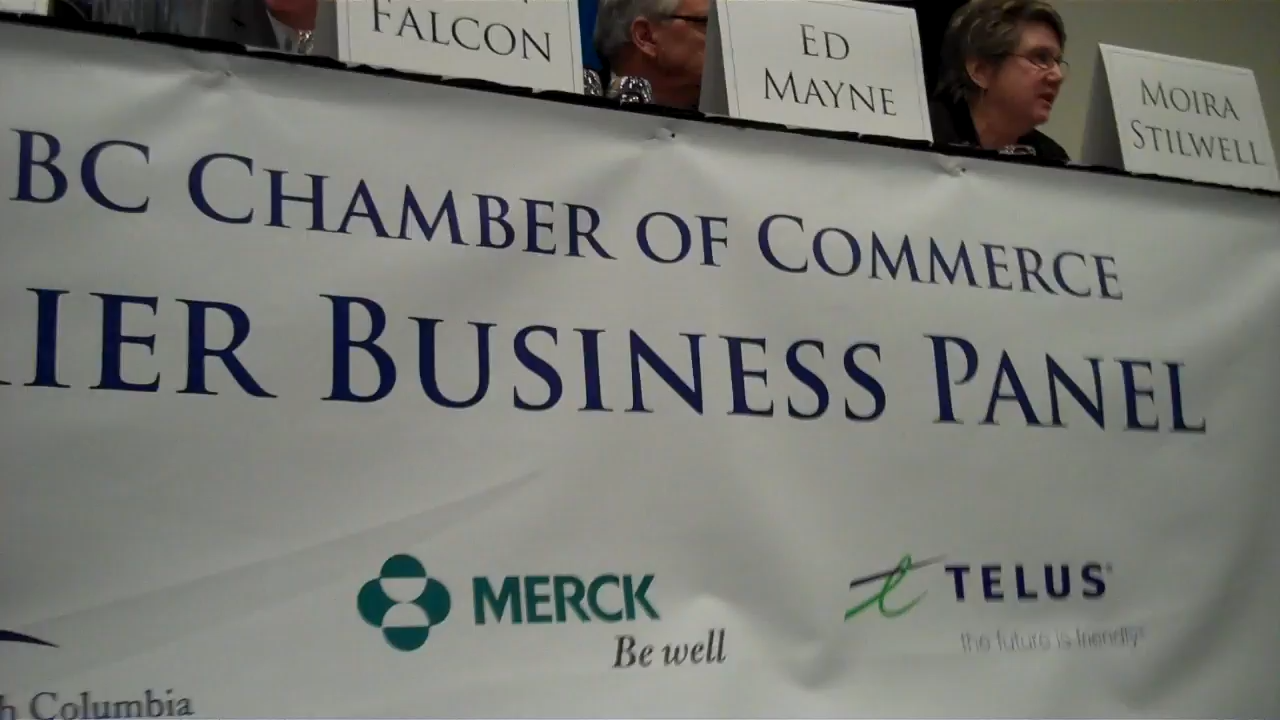 FALCON
ED
MAYNE
MOIRA
STILWELL
BC CHAMBER OF COMMERCE
IER BUSINESS PANEL
MERCK
Be well
TELUS
the future is friendly
h Columbia